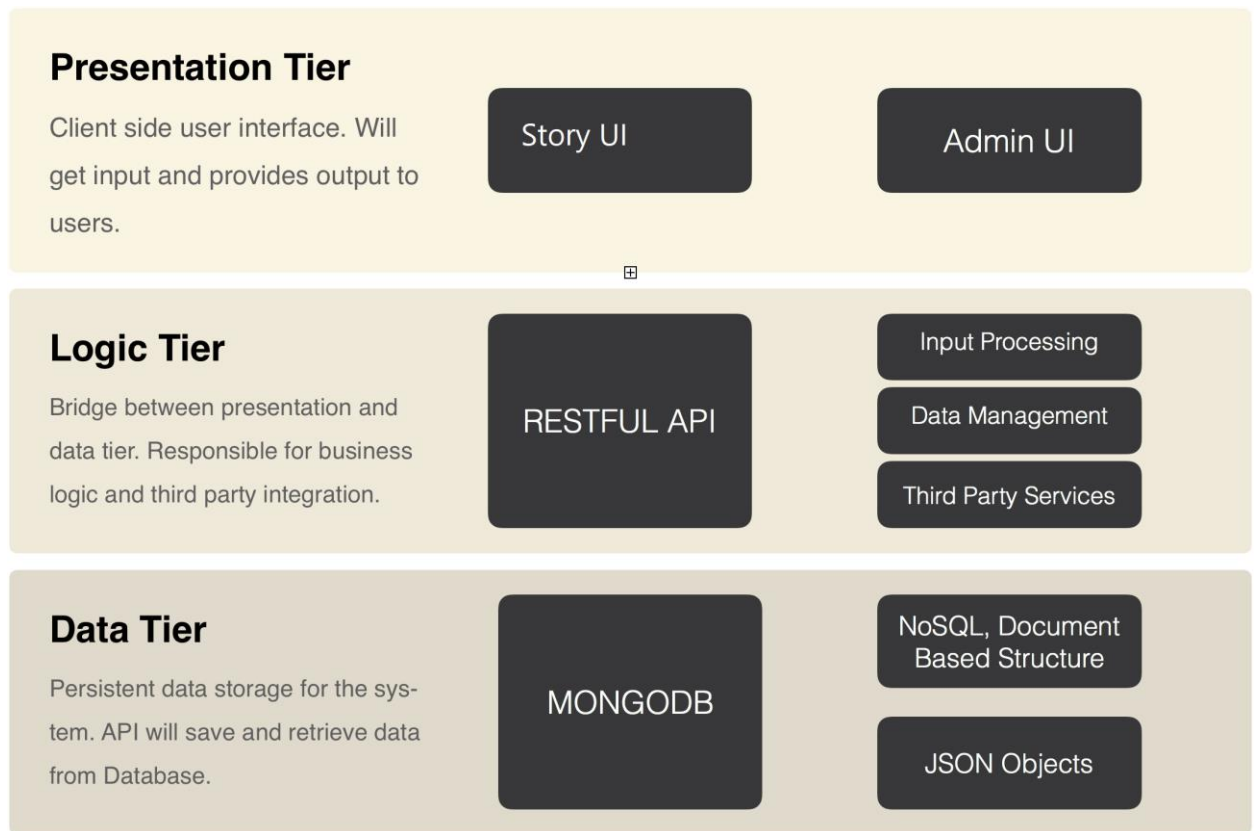 Presentation Tier
Client side user interface. Will
get input and provides output to
users.
Story UI
Admin UI
Logic Tier
Bridge between presentation and
data tier. Responsible for business
logic and third party integration.
RESTFUL API
Input Processing
Data Management
Third Party Services
Data Tier
Persistent data storage for the sys-
tem. API will save and retrieve data
from Database.
MONGODB
NoSQL, Document
Based Structure
JSON Objects